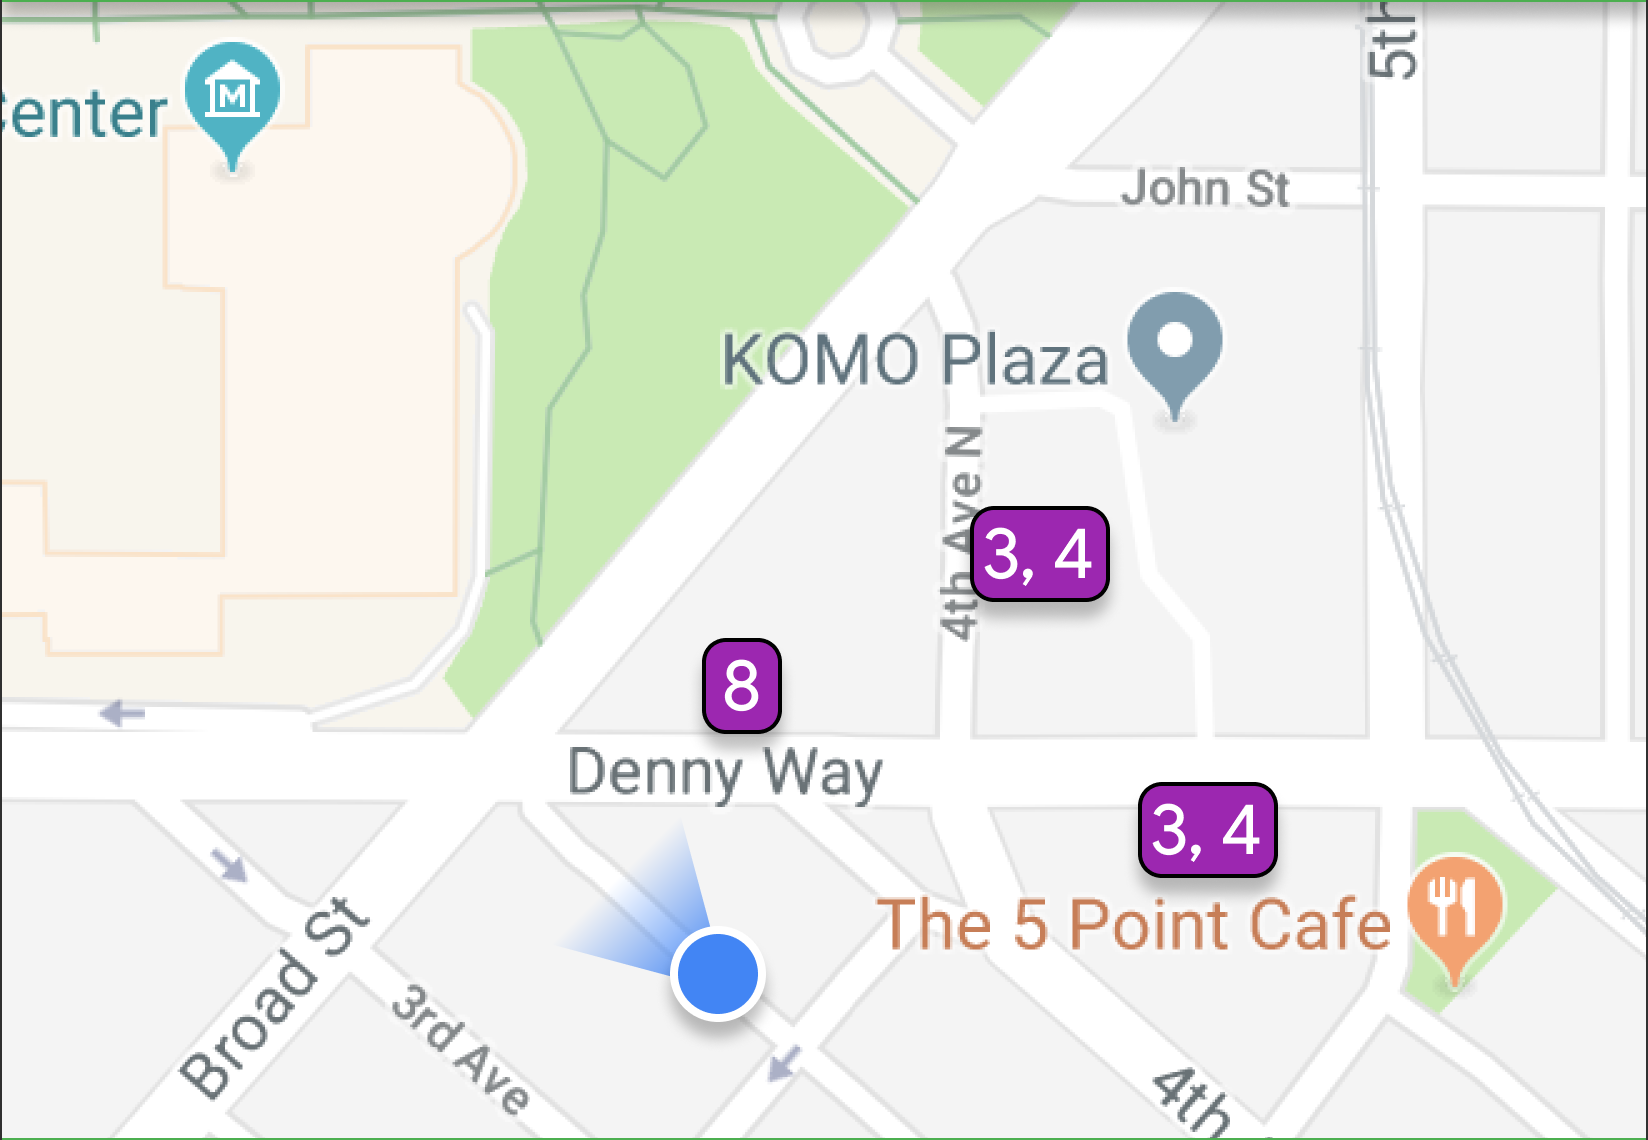 5th
enter
M
John St
KOMO Plaza
4th Ave N
3, 4
8
Denny Way
3, 4
The 5 Point Cafe
Broad St
3rd Ave
4th